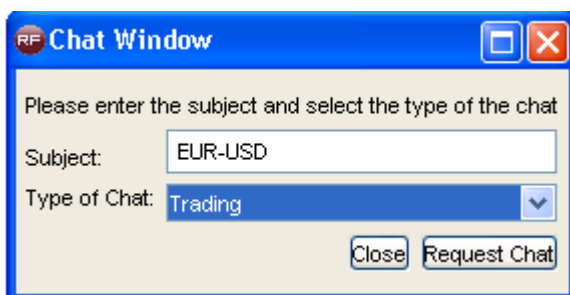 RF Chat Window
Please enter the subject and select the type of the chat
Subject: EUR-USD
Type of Chat: Trading
Close Request Chat